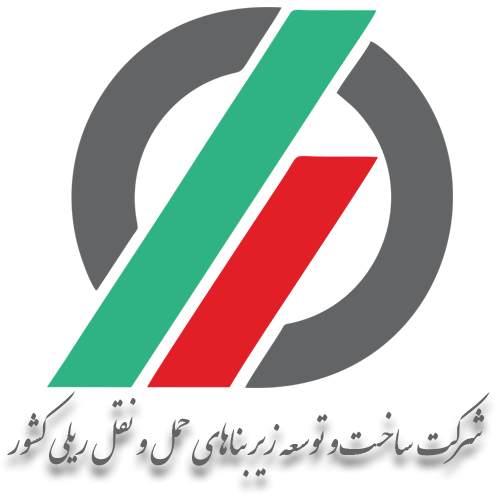 شرکت ساخت و توسعه زیربناهای حمل و نقل ریلی کشور